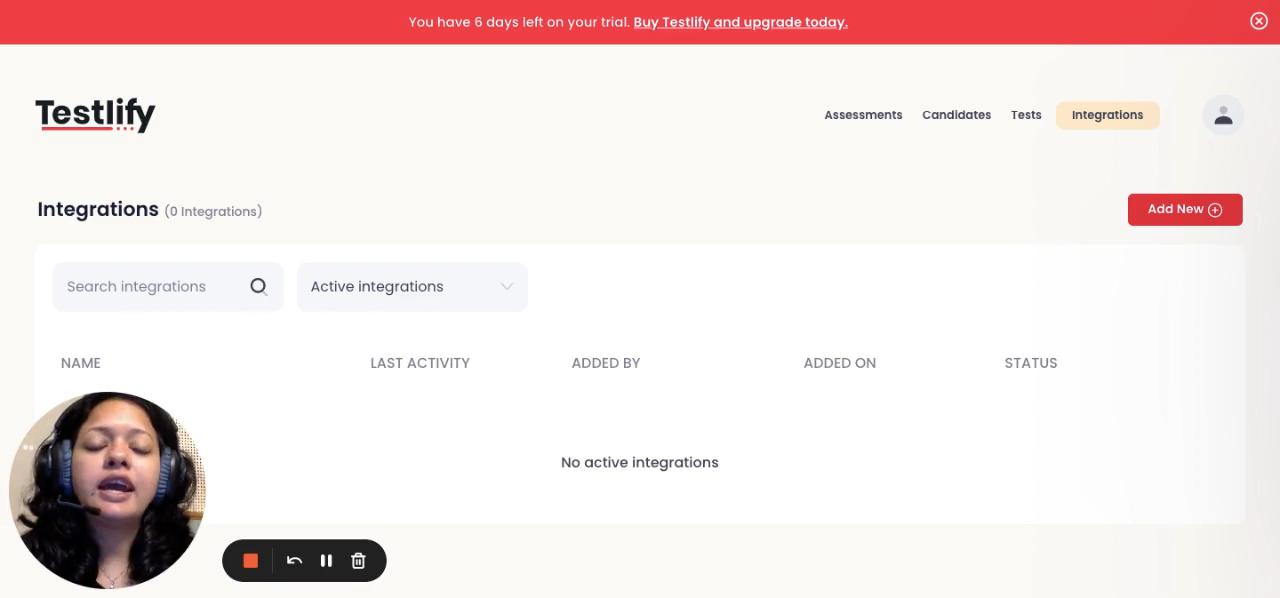 You have 6 days left on your trial. Buy Testlify and upgrade today.
Testlify
Assessments Candidates Tests Integrations
Integrations (0 Integrations)
Add New
Search integrations
Active integrations
NAME LAST ACTIVITY ADDED BY ADDED ON STATUS
No active integrations